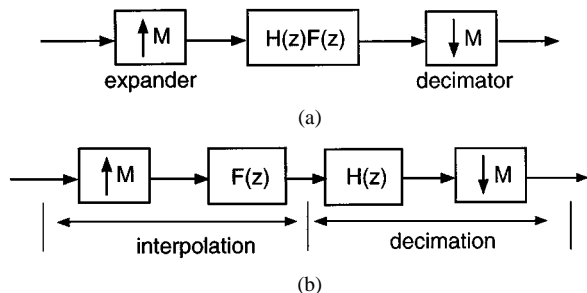 ↑M H(z)F(z) ↓M
expander decimator
(a)
↑M F(z) H(z) ↓M
interpolation decimation
(b)